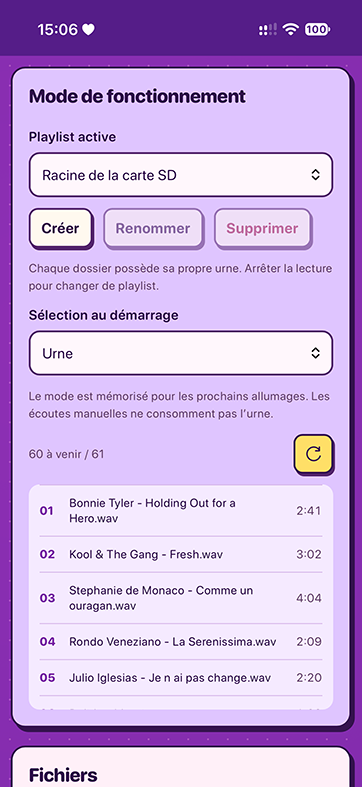 15:06
100
Mode de fonctionnement
Playlist active
Racine de la carte SD
Créer
Renommer
Supprimer
Chaque dossier possède sa propre urne. Arrêter la lecture
pour changer de playlist.
Sélection au démarrage
Urne
Le mode est mémorisé pour les prochains allumages. Les
écoutes manuelles ne consomment pas l'urne.
60 à venir / 61
01 Bonnie Tyler - Holding Out for a
Hero.wav 2:41
02 Kool & The Gang - Fresh.wav 3:02
03 Stephanie de Monaco - Comme un
ouragan.wav 4:04
04 Rondo Veneziano - La Serenissima.wav 2:09
05 Julio Iglesias - Je n ai pas change.wav 2:20
Fichiers